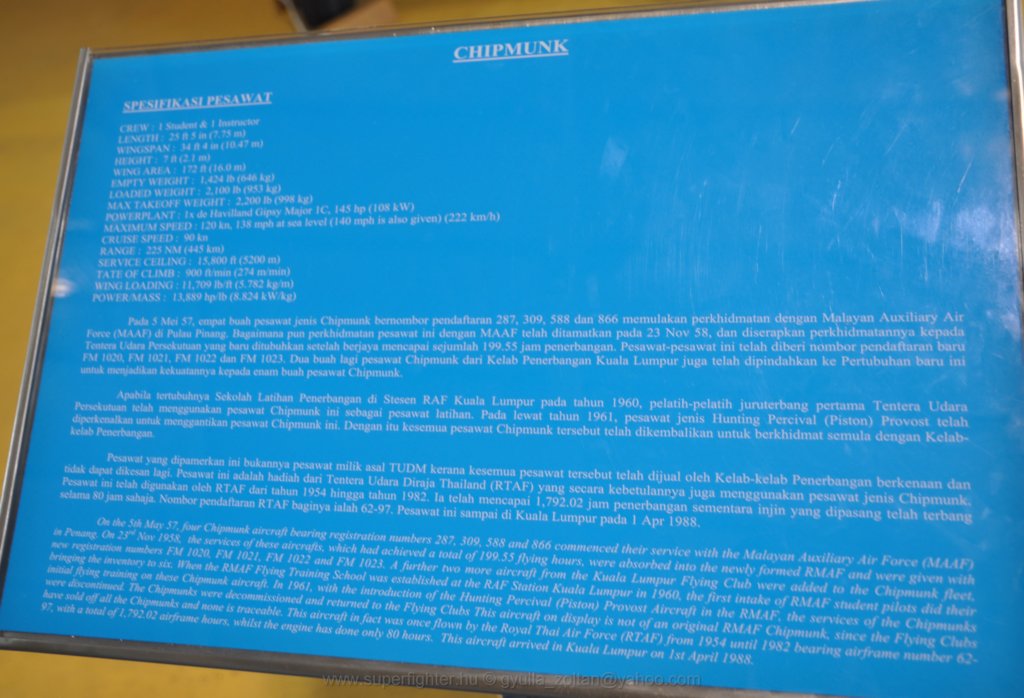 CHIPMUNK
SPESIFIKASI PESAWAT
CREW : 1 Student & 1 Instructor
LENGTH : 25 ft 5 in (7.75 m)
WINGSPAN : 34 ft 4 in (10.47 m)
HEIGHT : 7 ft (2.1 m)
WING AREA : 172 ft (16.0 m)
EMPTY WEIGHT : 1,424 lb (646 kg)
LOADED WEIGHT : 2,100 lb (953 kg)
MAX TAKEOFF WEIGHT : 2,200 lb (998 kg)
POWERPLANT : 1x de Havilland Gipsy Major 1C, 145 hp (108 kW)
MAXIMUM SPEED : 120 kn, 138 mph at sea level (140 mph is also given) (222 km/h)
CRUISE SPEED : 90 kn
RANGE : 225 NM (445 km)
SERVICE CEILING : 15,800 ft (5200 m)
TATE OF CLIMB : 900 ft/min (274 m/min)
WING LOADING : 11,709 lb/ft (5.782 kg/m)
POWER/MASS : 13,889 hp/lb (8.824 kW/kg)
Pada 5 Mei 57, empat buah pesawat jenis Chipmunk bernombor pendaftaran 287, 309, 588 dan 866 memulakan perkhidmatan dengan Malayan Auxiliary Air
Force (MAAF) di Pulau Pinang. Bagaimana pun perkhidmatan pesawat ini dengan MAAF telah ditamatkan pada 23 Nov 58, dan diserapkan perkhidmatannya kepada
Tentera Udara Persekutuan yang baru ditubuhkan setelah berjaya mencapai sejumlah 199.55 jam penerbangan. Pesawat-pesawat ini telah diberi nombor pendaftaran baru
FM 1020, FM 1021, FM 1022 dan FM 1023. Dua buah lagi pesawat Chipmunk dari Kelab Penerbangan Kuala Lumpur juga telah dipindahkan ke Pertubuhan baru ini
untuk menjadikan kekuatannya kepada enam buah pesawat Chipmunk.
Apabila tertubuhnya Sekolah Latihan Penerbangan di Stesen RAF Kuala Lumpur pada tahun 1960, pelatih-pelatih juruterbang pertama Tentera Udara
Persekutuan telah menggunakan pesawat Chipmunk ini sebagai pesawat latihan. Pada lewat tahun 1961, pesawat jenis Hunting Percival (Piston) Provost telah
diperkenalkan untuk menggantikan pesawat Chipmunk ini. Dengan itu kesemua pesawat Chipmunk tersebut telah dikembalikan untuk berkhidmat semula dengan Kelab-
kelab Penerbangan.
Pesawat yang dipamerkan ini bukannya pesawat milik asal TUDM kerana kesemua pesawat tersebut telah dijual oleh Kelab-kelab Penerbangan berkenaan dan
tidak dapat dikesan lagi. Pesawat ini adalah hadiah dari Tentera Udara Diraja Thailand (RTAF) yang secara kebetulannya juga menggunakan pesawat jenis Chipmunk.
Pesawat ini telah digunakan oleh RTAF dari tahun 1954 hingga tahun 1982. Ia telah mencapai 1,792.02 jam penerbangan sementara injin yang dipasang telah terbang
selama 80 jam sahaja. Nombor pendaftaran RTAF baginya ialah 62-97. Pesawat ini sampai di Kuala Lumpur pada 1 Apr 1988.
On the 5th May 57, four Chipmunk aircraft bearing registration numbers 287, 309, 588 and 866 commenced their service with the Malayan Auxiliary Air Force (MAAF)
in Penang. On 23rd Nov 1958, the services of these aircrafts, which had achieved a total of 199.55 flying hours, were absorbed into the newly formed RMAF and were given with
new registration numbers FM 1020, FM 1021, FM 1022 and FM 1023. A further two more aircraft from the Kuala Lumpur Flying Club were added to the Chipmunk fleet,
bringing the inventory to six. When the RMAF Flying Training School was established at the RAF Station Kuala Lumpur in 1960, the first intake of RMAF student pilots did their
initial flying training on these Chipmunk aircraft. In 1961, with the introduction of the Hunting Percival (Piston) Provost Aircraft in the RMAF, the services of the Chipmunks
were discontinued. The Chipmunks were decommissioned and returned to the Flying Clubs This aircraft on display is not of an original RMAF Chipmunk, since the Flying Clubs
have sold off all the Chipmunks and none is traceable. This aircraft in fact was once flown by the Royal Thai Air Force (RTAF) from 1954 until 1982 bearing airframe number 62-
97, with a total of 1,792.02 airframe hours, whilst the engine has done only 80 hours. This aircraft arrived in Kuala Lumpur on 1st April 1988.
www.superfighter.hu © gyulla_zoltan@yahoo.com